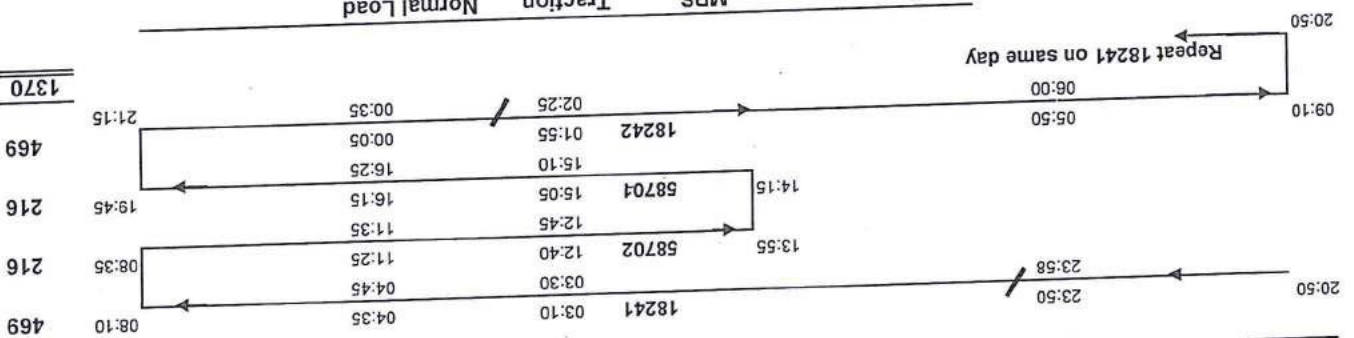 20:50 23:50 18241 03:10 04:35 08:10 469
23:58 03:30 04:45
13:55 58702 12:40 11:25 08:35 216
12:45 11:35
14:15 58701 15:05 16:15 19:45 216
15:10 16:25
09:10 05:50 18242 01:55 00:05 21:15 469
06:00 02:25 00:35 1370
Repeat 18241 on same day
20:50
MPS Traction Normal Load